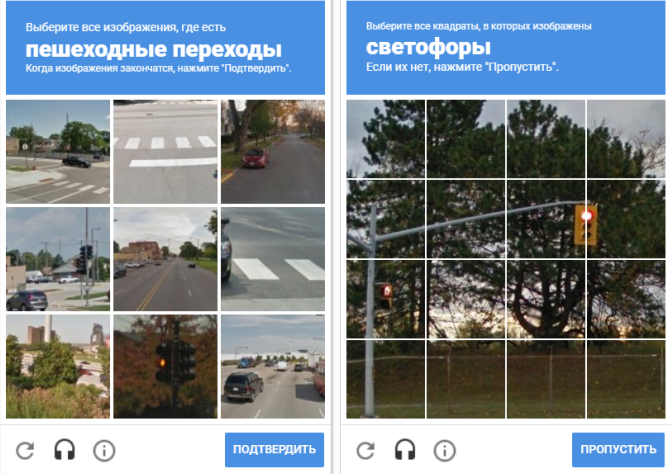 Выберите все изображения, где есть
пешеходные переходы
Когда изображения закончатся, нажмите "Подтвердить".
ПОДТВЕРДИТЬ
Выберите все квадраты, в которых изображены
светофоры
Если их нет, нажмите "Пропустить".
ПРОПУСТИТЬ